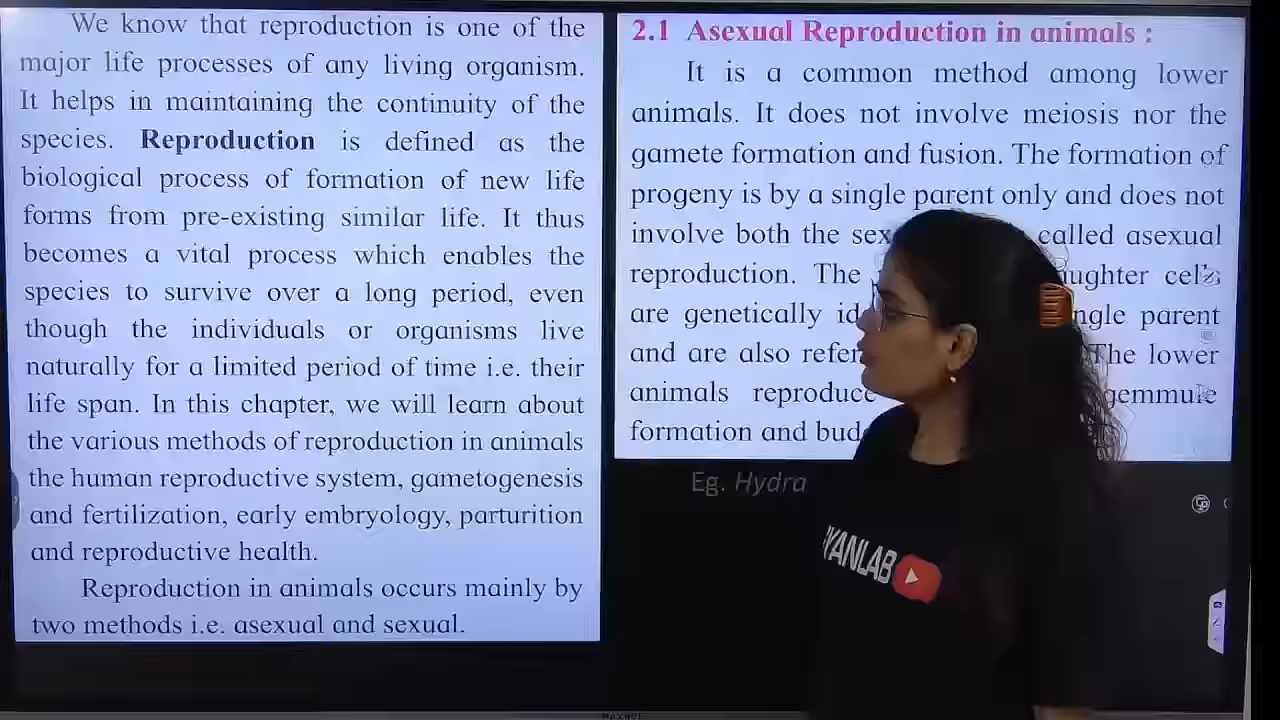 We know that reproduction is one of the
major life processes of any living organism.
It helps in maintaining the continuity of the
species. Reproduction is defined as the
biological process of formation of new life
forms from pre-existing similar life. It thus
becomes a vital process which enables the
species to survive over a long period, even
though the individuals or organisms live
naturally for a limited period of time i.e. their
life span. In this chapter, we will learn about
the various methods of reproduction in animals
the human reproductive system, gametogenesis
and fertilization, early embryology, parturition
and reproductive health.
Reproduction in animals occurs mainly by
two methods i.e. asexual and sexual.
2.1 Asexual Reproduction in animals :
It is a common method among lower
animals. It does not involve meiosis nor the
gamete formation and fusion. The formation of
progeny is by a single parent only and does not
involve both the called asexual
reproduction. The
are genetically parent
and are also The lower
animals reproduce gemmule
formation and
Eg. Hydra
YANLAB